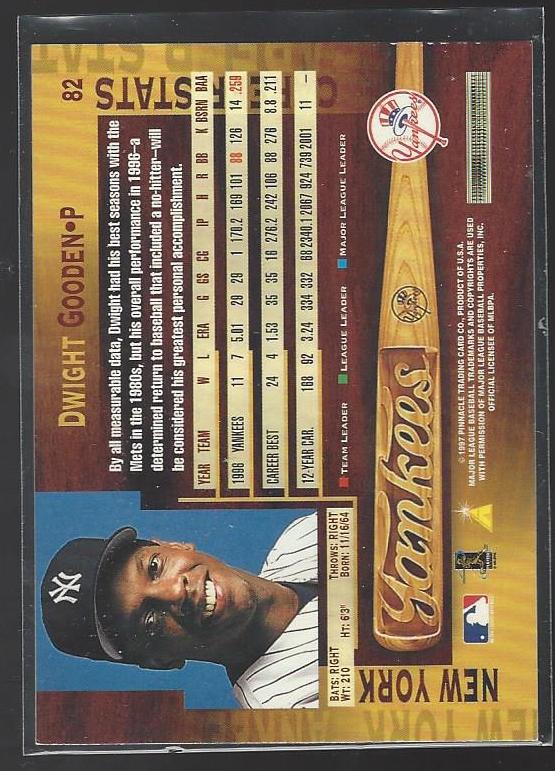 82
DWIGHT GOODEN•P
By all measurable data, Dwight had his best seasons with the
Mets in the 1980s, but his overall performance in 1996—a
determined return to baseball that included a no-hitter—will
be considered his greatest personal accomplishment.
CAREER STATS
YEAR TEAM W L ERA G GS CG IP H R BB K BSRN BAA
1996 YANKEES 11 7 5.01 29 29 1 170.2 169 101 88 126 14 .259
CAREER BEST 24 4 1.53 35 35 16 276.2 242 106 88 276 8.8 .211
12-YEAR CAR. 168 92 3.24 334 332 68 2340.1 2067 924 739 2001 11 –
TEAM LEADER LEAGUE LEADER MAJOR LEAGUE LEADER
BATS: RIGHT THROWS: RIGHT
WT: 210 HT: 6'3" BORN: 11/16/64
NY
Yankees
Yankees
NEW YORK
© 1997 PINNACLE TRADING CARD CO., PRODUCT OF U.S.A.
MAJOR LEAGUE BASEBALL TRADEMARKS AND COPYRIGHTS ARE USED
WITH PERMISSION OF MAJOR LEAGUE BASEBALL PROPERTIES, INC.
OFFICIAL LICENSEE OF MLBPA.
NEW YORK